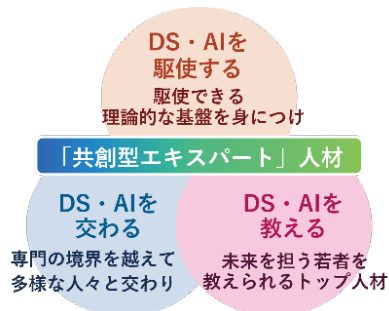 DS・AIを
駆使する
駆使できる
理論的な基盤を身につけ
「共創型エキスパート」人材
DS・AIを
交わる
専門の境界を越えて
多様な人々と交わり
DS・AIを
教える
未来を担う若者を
教えられるトップ人材